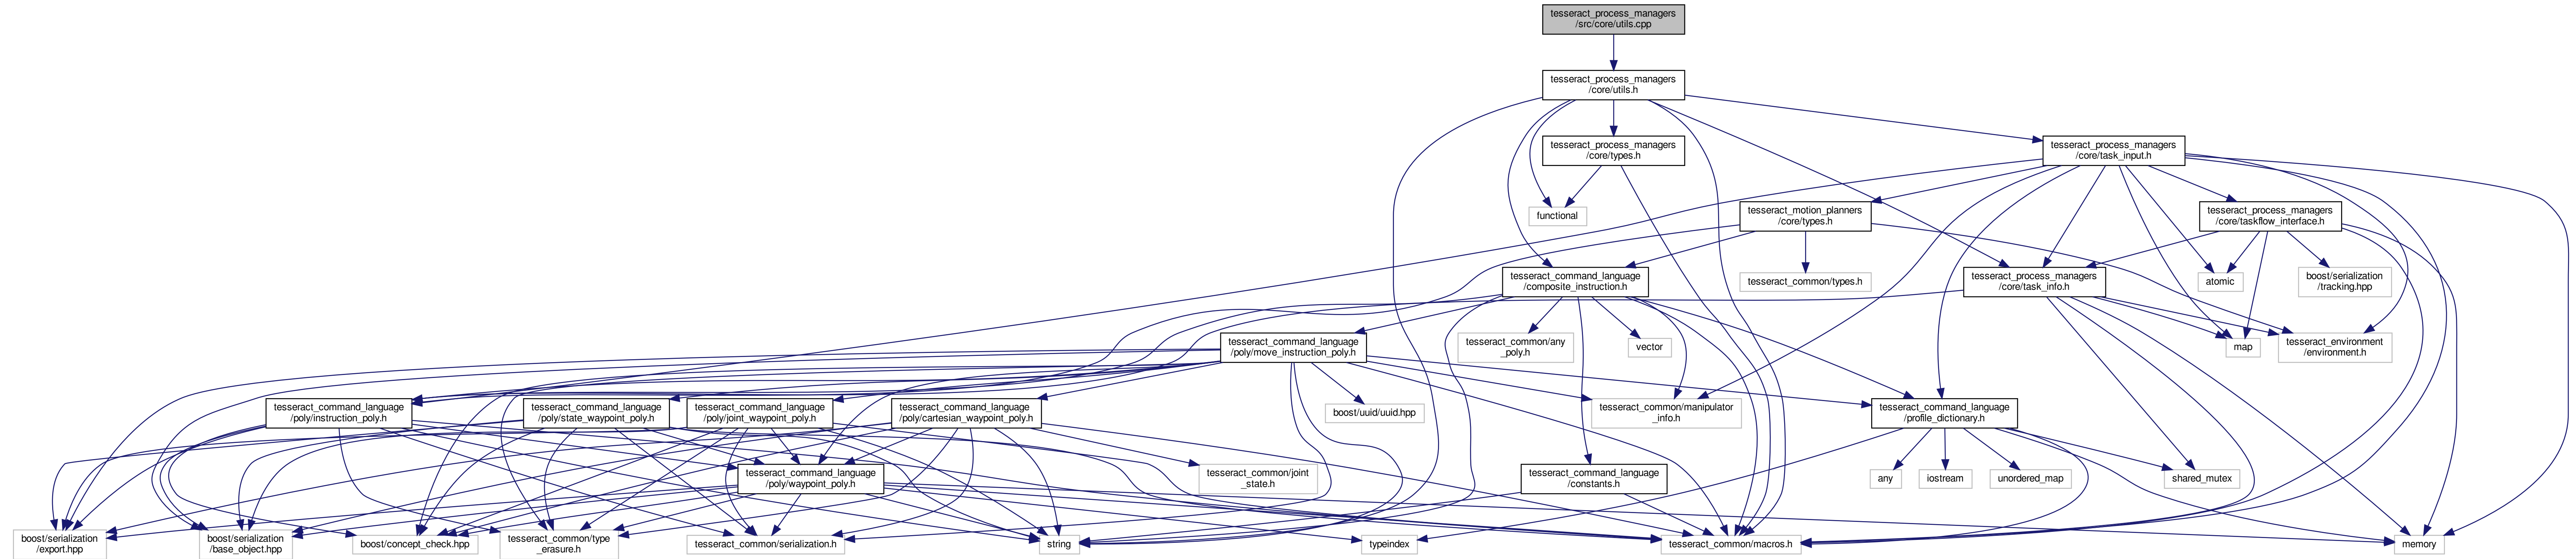 tesseract_process_managers
/src/core/utils.cpp
tesseract_process_managers
/core/utils.h
tesseract_process_managers
/core/types.h
tesseract_process_managers
/core/task_input.h
functional
tesseract_motion_planners
/core/types.h
tesseract_process_managers
/core/taskflow_interface.h
tesseract_command_language
/composite_instruction.h
tesseract_common/types.h
tesseract_process_managers
/core/task_info.h
atomic
boost/serialization
/tracking.hpp
tesseract_command_language
/poly/move_instruction_poly.h
tesseract_common/any
_poly.h
vector
map
tesseract_environment
/environment.h
tesseract_command_language
/poly/instruction_poly.h
tesseract_command_language
/poly/state_waypoint_poly.h
tesseract_command_language
/poly/joint_waypoint_poly.h
tesseract_command_language
/poly/cartesian_waypoint_poly.h
boost/uuid/uuid.hpp
tesseract_common/manipulator
_info.h
tesseract_command_language
/profile_dictionary.h
tesseract_command_language
/poly/waypoint_poly.h
tesseract_common/joint
_state.h
tesseract_command_language
/constants.h
any
iostream
unordered_map
shared_mutex
boost/serialization
/export.hpp
boost/serialization
/base_object.hpp
boost/concept_check.hpp
tesseract_common/type
_erasure.h
tesseract_common/serialization.h
string
typeindex
tesseract_common/macros.h
memory